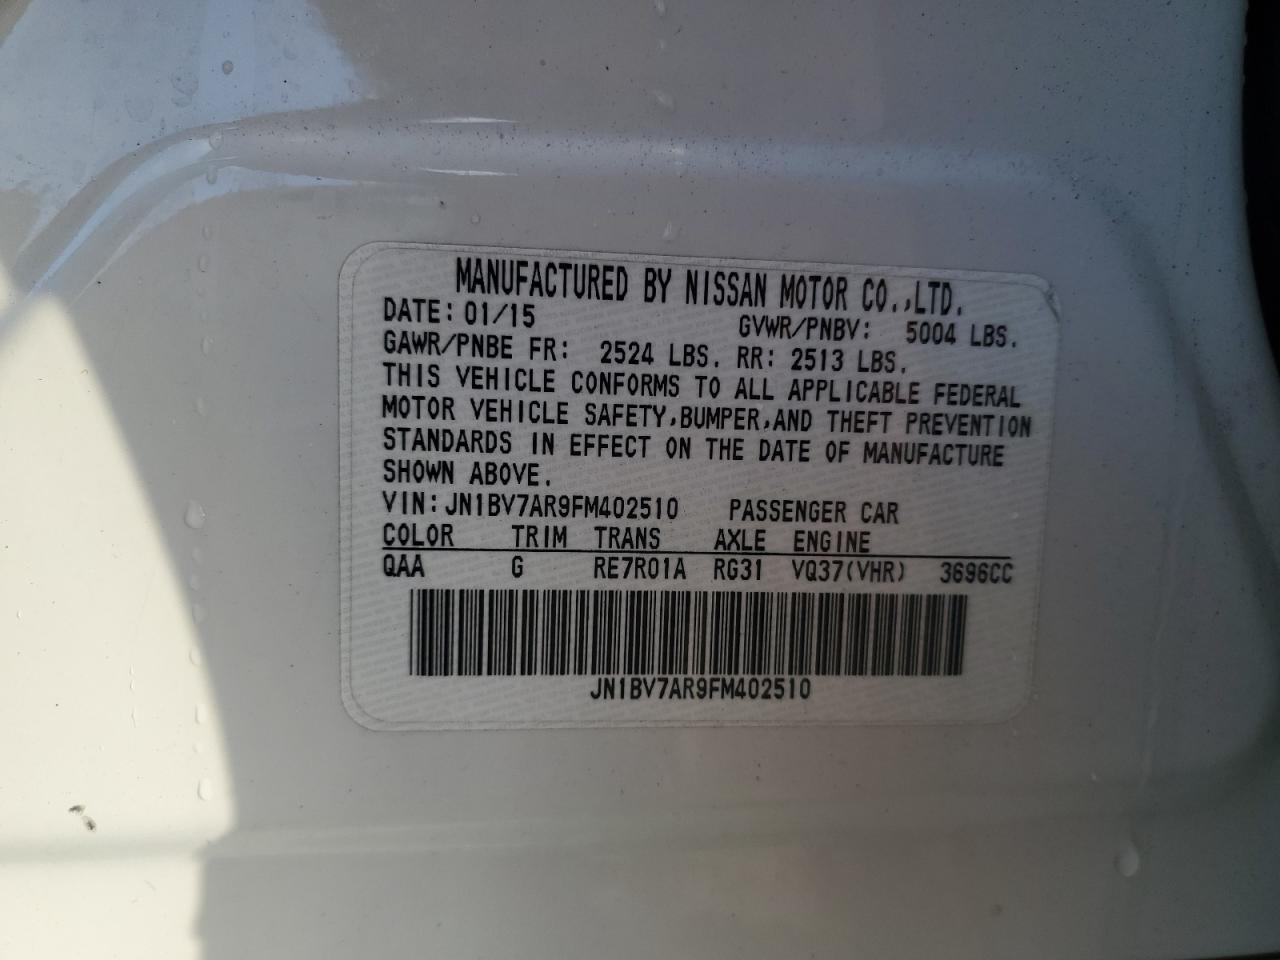 MANUFACTURED BY NISSAN MOTOR CO.,LTD.
DATE: 01/15 GVWR/PNBV: 5004 LBS.
GAWR/PNBE FR: 2524 LBS. RR: 2513 LBS.
THIS VEHICLE CONFORMS TO ALL APPLICABLE FEDERAL
MOTOR VEHICLE SAFETY,BUMPER,AND THEFT PREVENTION
STANDARDS IN EFFECT ON THE DATE OF MANUFACTURE
SHOWN ABOVE.
VIN: JN1BV7AR9FM402510 PASSENGER CAR
COLOR TRIM TRANS AXLE ENGINE
QAA G RE7R01A RG31 VQ37(VHR) 3696CC
JN1BV7AR9FM402510